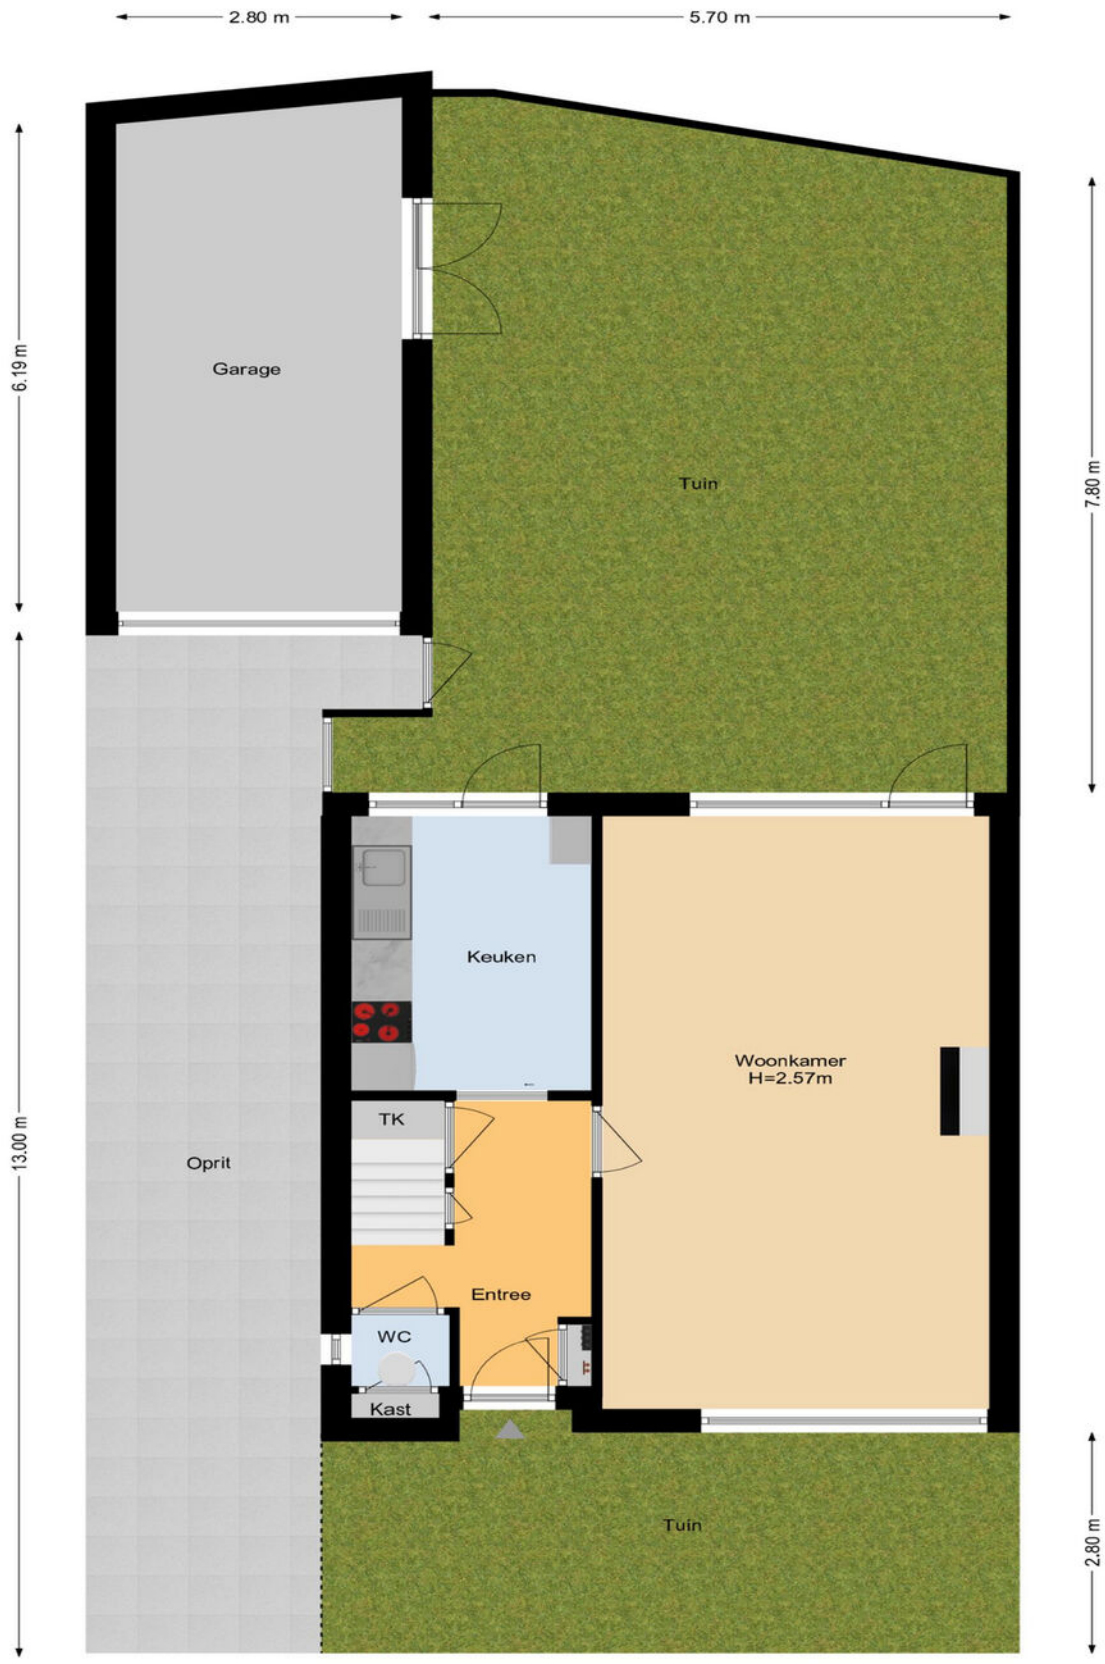 2.80 m
5.70 m
6.19 m
Garage
Tuin
7.80 m
Keuken
Woonkamer
H=2.57m
TK
13.00 m
Oprit
Entree
WC
Kast
Tuin
2.80 m